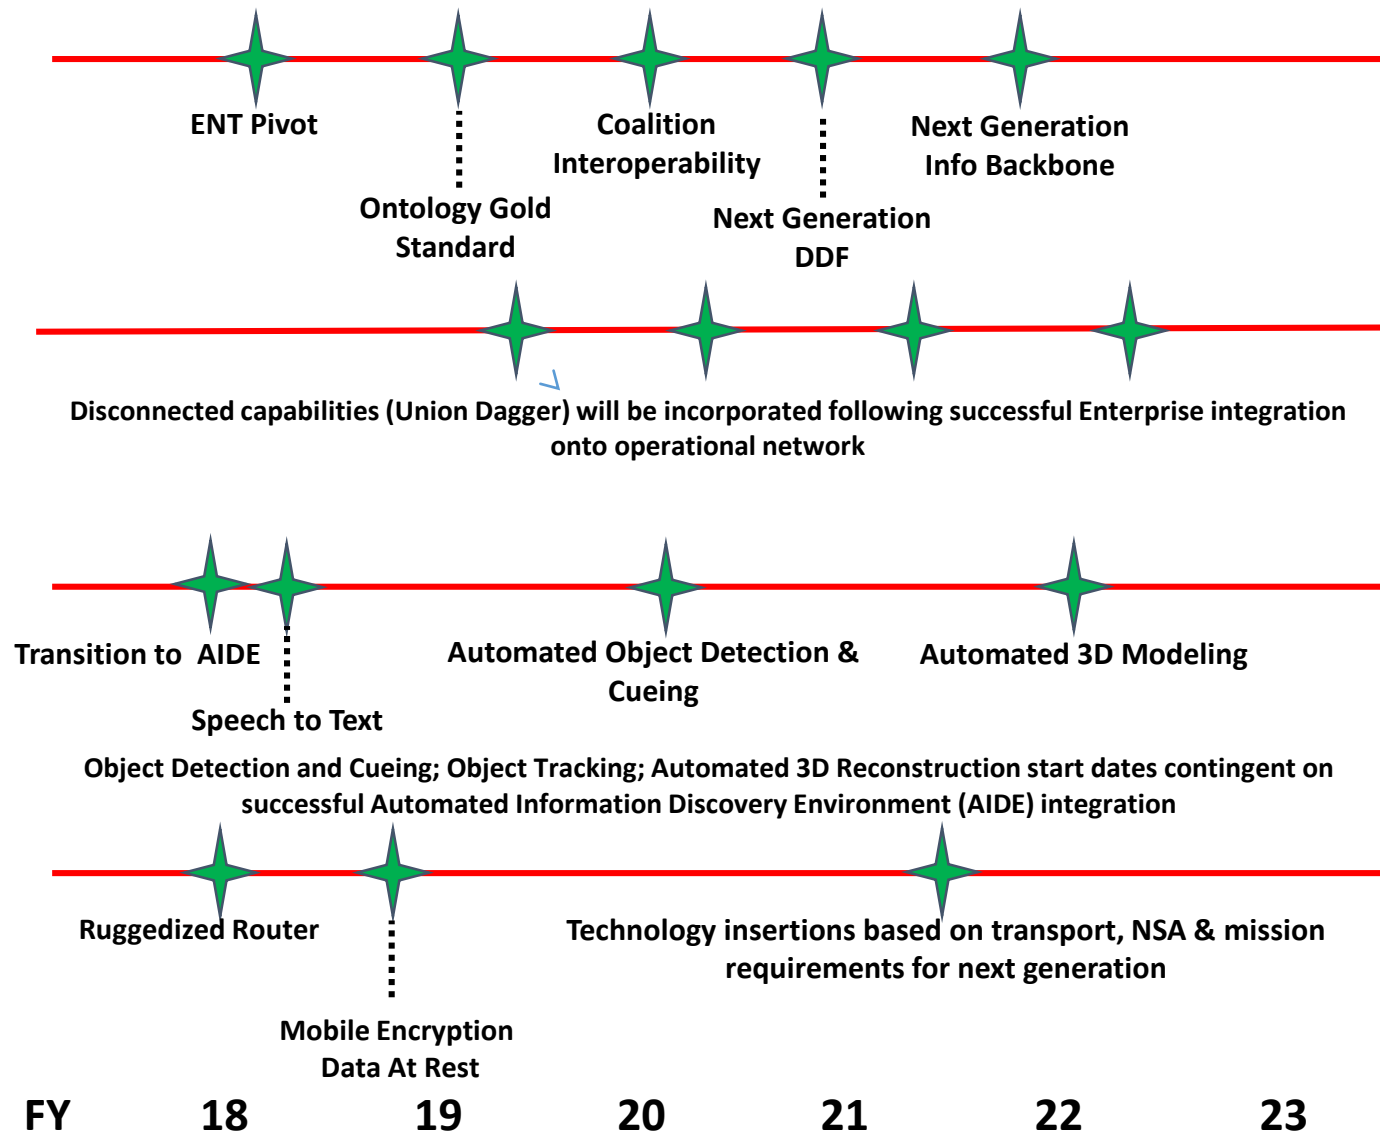 ENT Pivot
Ontology Gold
Standard
Coalition
Interoperability
Next Generation
DDF
Next Generation
Info Backbone
Disconnected capabilities (Union Dagger) will be incorporated following successful Enterprise integration
onto operational network
Transition to AIDE
Speech to Text
Automated Object Detection &
Cueing
Automated 3D Modeling
Object Detection and Cueing; Object Tracking; Automated 3D Reconstruction start dates contingent on
successful Automated Information Discovery Environment (AIDE) integration
Ruggedized Router
Mobile Encryption
Data At Rest
Technology insertions based on transport, NSA & mission
requirements for next generation
FY 18 19 20 21 22 23